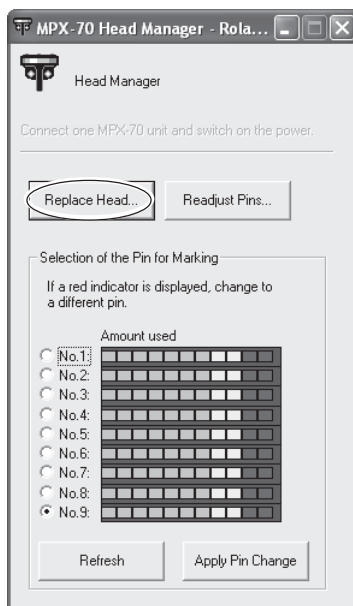 MPX-70 Head Manager - Rola...
Head Manager
Connect one MPX-70 unit and switch on the power.
Replace Head... Readjust Pins...
Selection of the Pin for Marking
If a red indicator is displayed, change to
a different pin.
Amount used
No.1:
No.2:
No.3:
No.4:
No.5:
No.6:
No.7:
No.8:
No.9:
Refresh Apply Pin Change